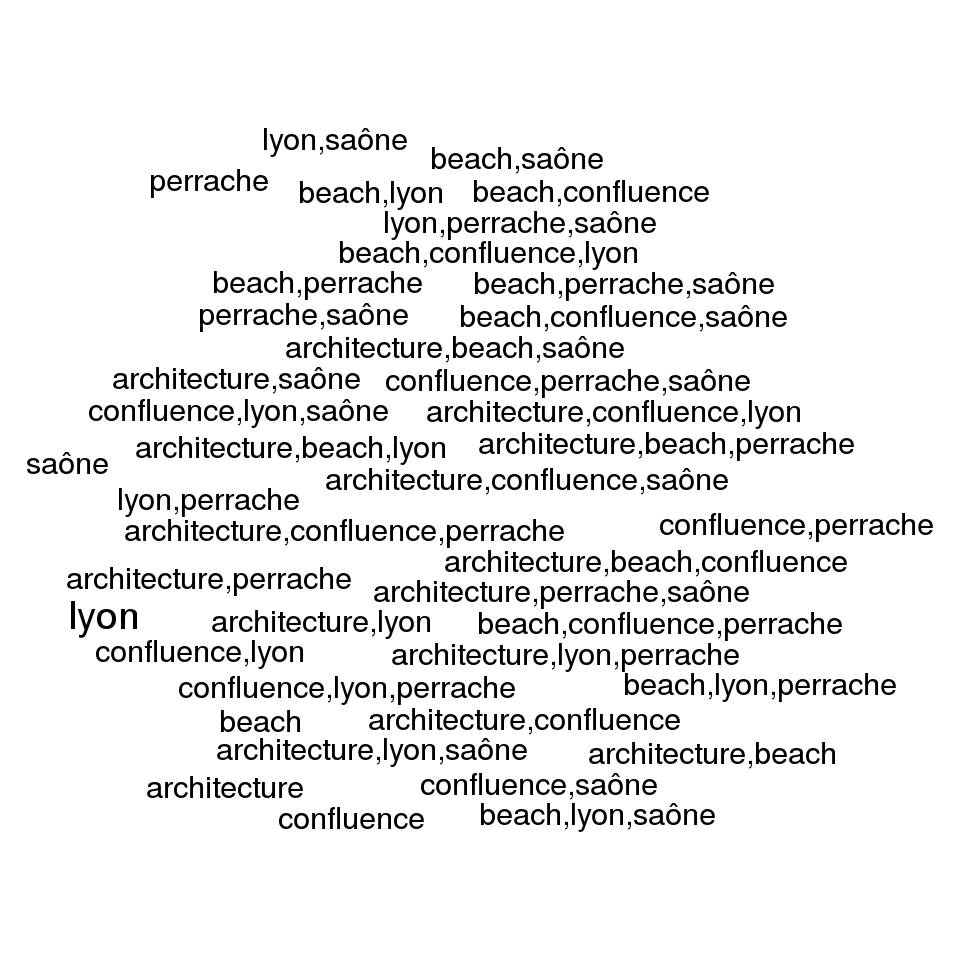 lyon,saône
beach,saône
perrache
beach,lyon
beach,confluence
lyon,perrache,saône
beach,confluence,lyon
beach,perrache
beach,perrache,saône
perrache,saône
beach,confluence,saône
architecture,beach,saône
architecture,saône
confluence,perrache,saône
confluence,lyon,saône
architecture,confluence,lyon
architecture,beach,lyon
architecture,beach,perrache
saône
architecture,confluence,saône
lyon,perrache
architecture,confluence,perrache
confluence,perrache
architecture,beach,confluence
architecture,perrache
architecture,perrache,saône
lyon
architecture,lyon
beach,confluence,perrache
confluence,lyon
architecture,lyon,perrache
confluence,lyon,perrache
beach,lyon,perrache
beach
architecture,confluence
architecture,lyon,saône
architecture,beach
architecture
confluence,saône
confluence
beach,lyon,saône